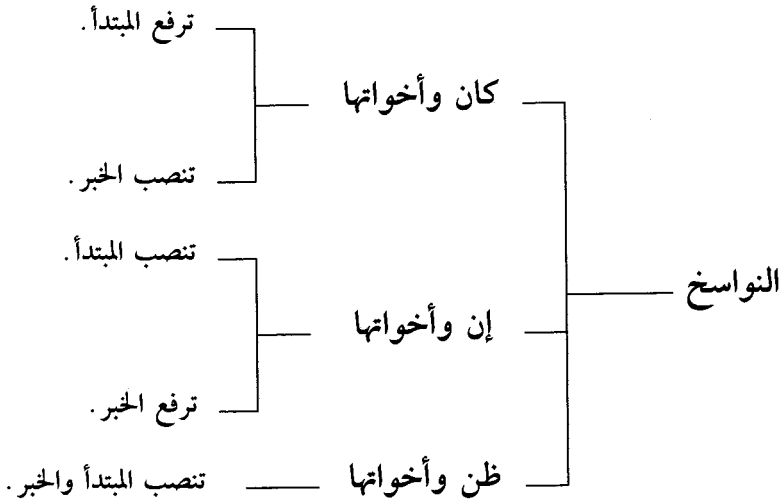 النواسخ
كان وأخواتها
ترفع المبتدأ.
تنصب الخبر.
إن وأخواتها
تنصب المبتدأ.
ترفع الخبر.
ظن وأخواتها
تنصب المبتدأ والخبر.